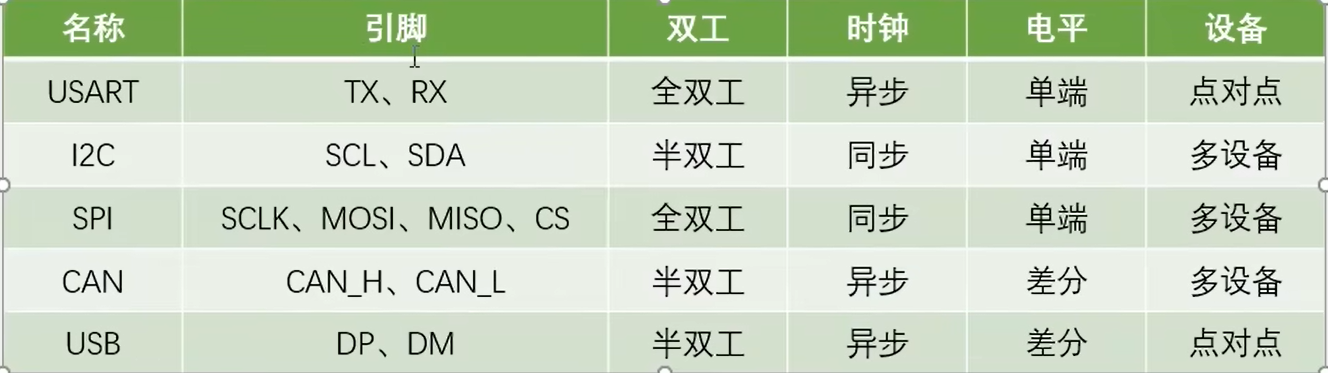 名称 引脚 双工 时钟 电平 设备
USART TX、RX 全双工 异步 单端 点对点
I2C SCL、SDA 半双工 同步 单端 多设备
SPI SCLK、MOSI、MISO、CS 全双工 同步 单端 多设备
CAN CAN_H、CAN_L 半双工 异步 差分 多设备
USB DP、DM 半双工 异步 差分 点对点